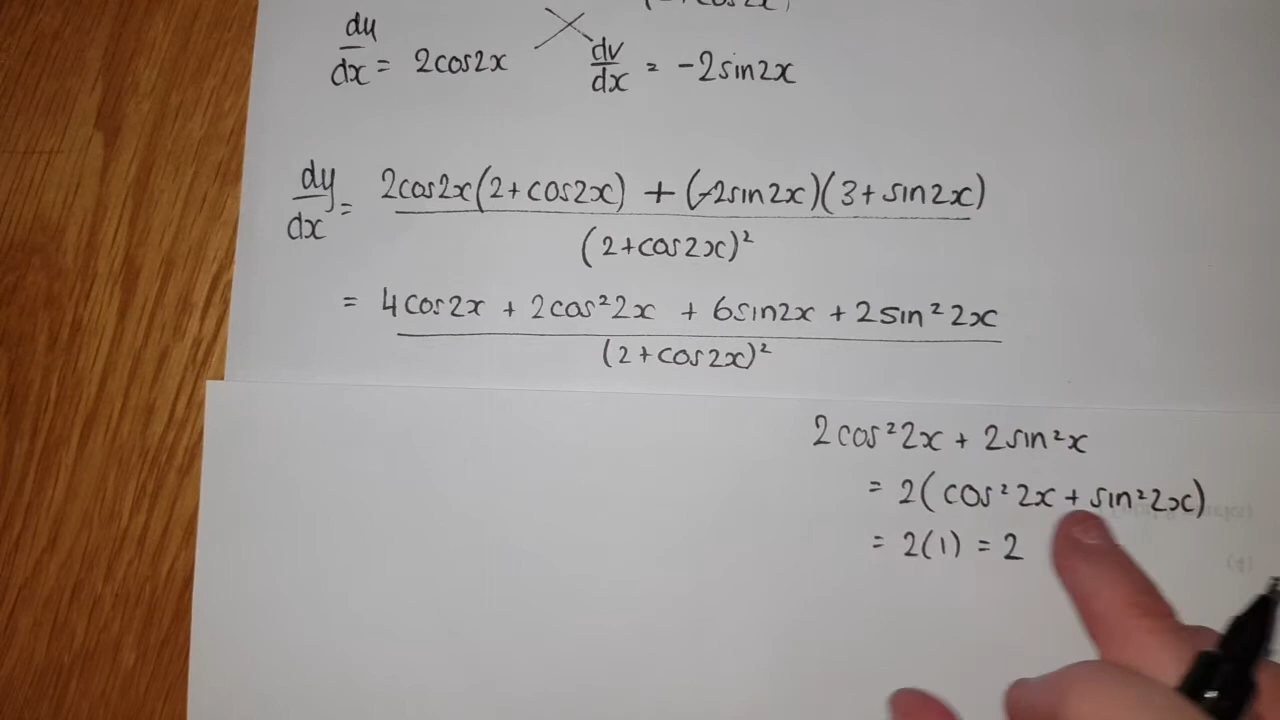 du/dx = 2cos2x dv/dx = -2sin2x
dy/dx = 2cos2x(2+cos2x) + (-2sin2x)(3+sin2x)
(2+cos2x)²
= 4cos2x + 2cos²2x + 6sin2x + 2sin²2x
(2+cos2x)²
2cos²2x + 2sin²x
= 2(cos²2x + sin²2x)
= 2(1) = 2